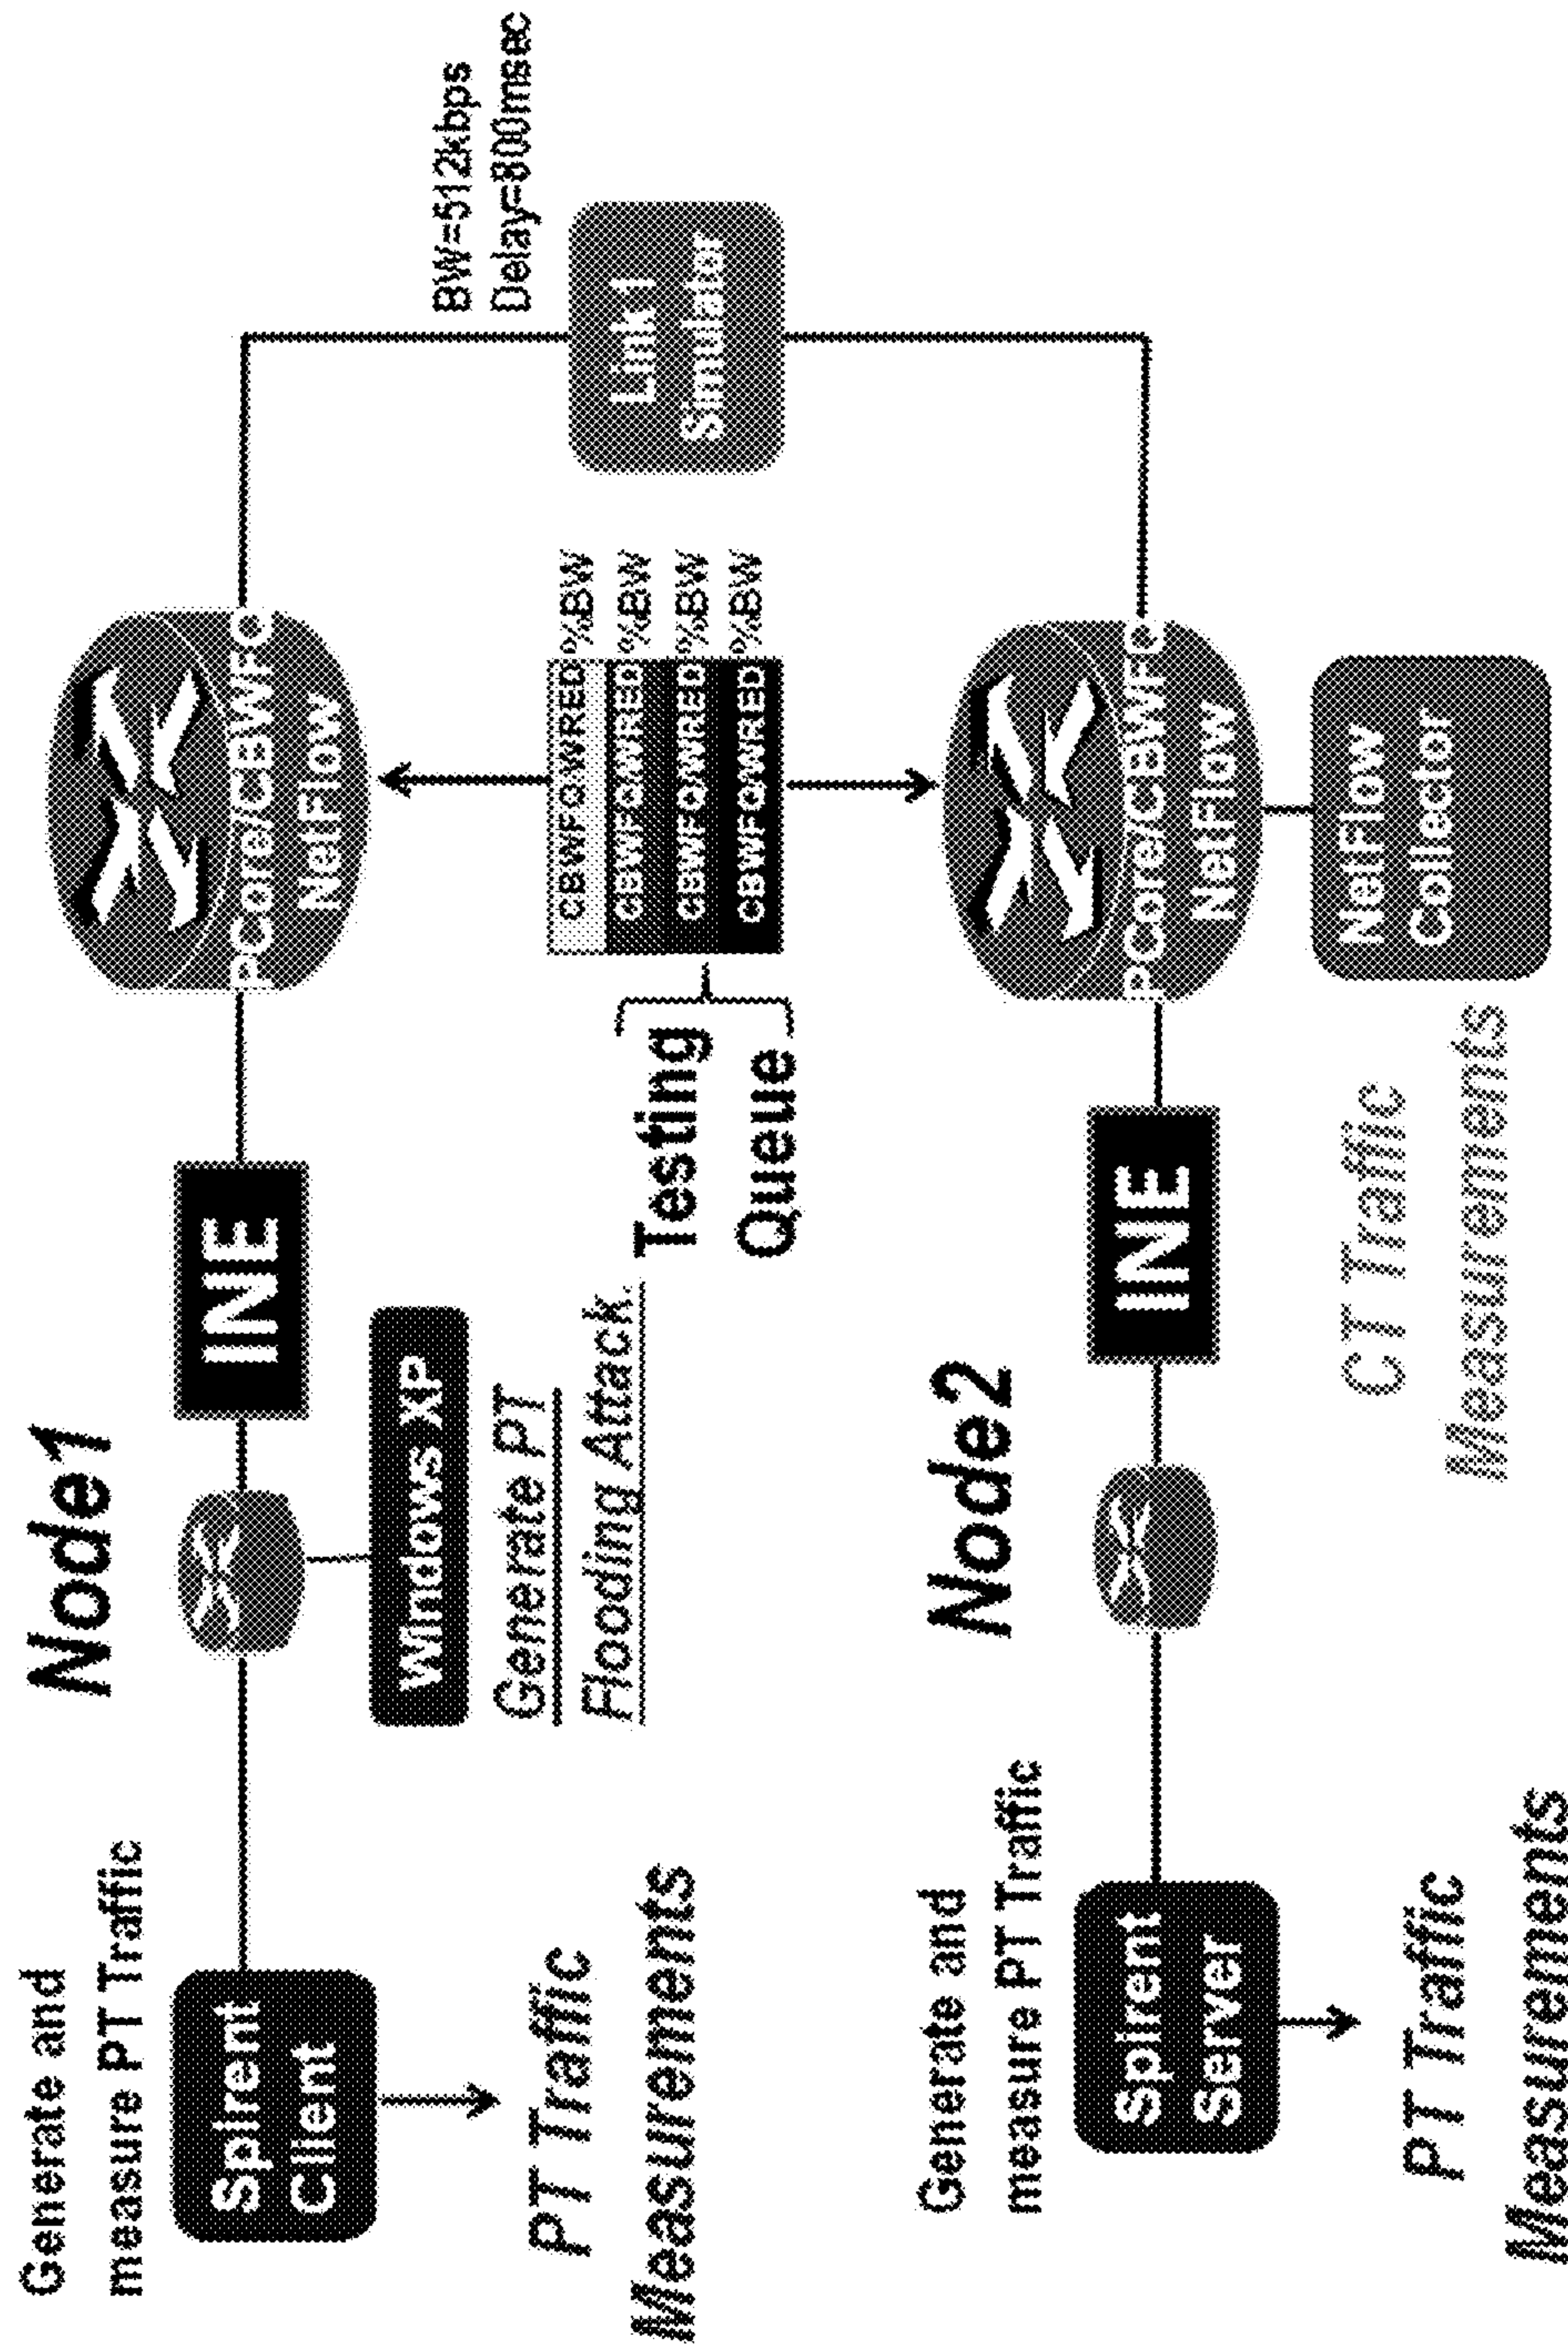 Generate and
measure PT Traffic
Spirent
Client
PT Traffic
Measurements
Node1
INE
Windows XP
Generate PT
Flooding Attack.
PCore/CBWFQ
NetFlow
BW=512kbps
Delay=800msec
Link 1
Simulator
Testing
Queue
CBWFQ/WRED %BW
CBWFQ/WRED %BW
CBWFQ/WRED %BW
CBWFQ/WRED %BW
Generate and
measure PT Traffic
Spirent
Server
PT Traffic
Measurements
Node2
INE
PCore/CBWFQ
NetFlow
NetFlow
Collector
CT Traffic
Measurements